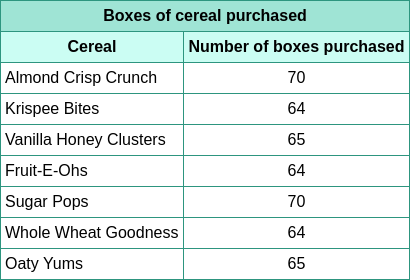 Boxes of cereal purchased
Cereal Number of boxes purchased
Almond Crisp Crunch 70
Krispee Bites 64
Vanilla Honey Clusters 65
Fruit-E-Ohs 64
Sugar Pops 70
Whole Wheat Goodness 64
Oaty Yums 65